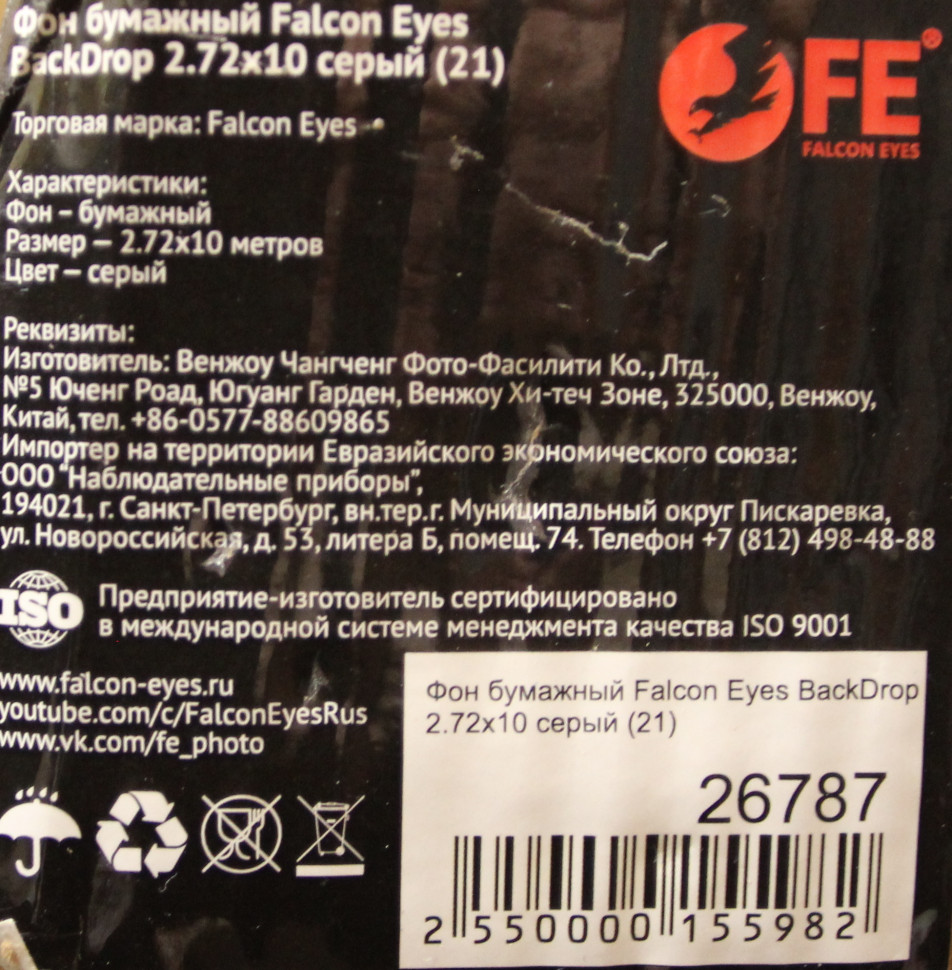 Фон бумажный Falcon Eyes
BackDrop 2.72x10 серый (21)
FE®
FALCON EYES
Торговая марка: Falcon Eyes
Характеристики:
Фон – бумажный
Размер – 2.72x10 метров
Цвет – серый
Реквизиты:
Изготовитель: Венжоу Чангченг Фото-Фасилити Ко., Лтд.,
№5 Юченг Роад, Югуанг Гарден, Венжоу Хи-теч Зоне, 325000, Венжоу,
Китай, тел. +86-0577-88609865
Импортер на территории Евразийского экономического союза:
ООО "Наблюдательные приборы",
194021, г. Санкт-Петербург, вн.тер.г. Муниципальный округ Пискаревка,
ул. Новороссийская, д. 53, литера Б, помещ. 74. Телефон +7 (812) 498-48-88
ISO
Предприятие-изготовитель сертифицировано
в международной системе менеджмента качества ISO 9001
www.falcon-eyes.ru
youtube.com/c/FalconEyesRus
www.vk.com/fe_photo
Фон бумажный Falcon Eyes BackDrop
2.72x10 серый (21)
26787
2 550000 155982